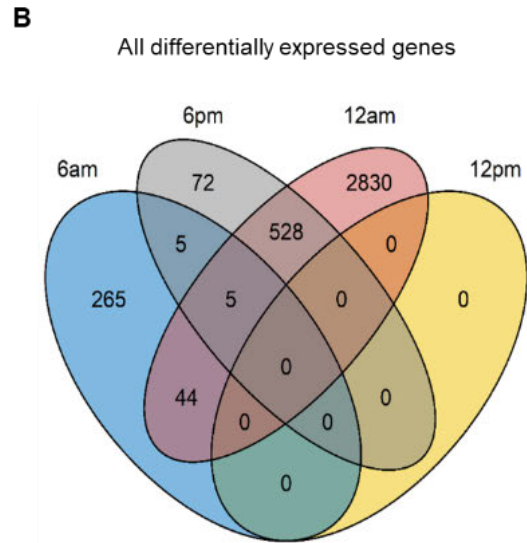 B
All differentially expressed genes
6pm 12am
6am 12pm
72 2830
5 528 0
265 5 0 0
0
44 0 0 0
0